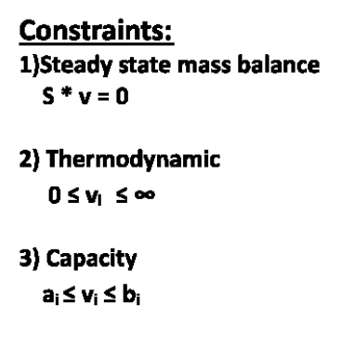 Constraints:
1)Steady state mass balance
S * v = 0
2) Thermodynamic
0 ≤ vᵢ ≤ ∞
3) Capacity
aᵢ ≤ vᵢ ≤ bᵢ